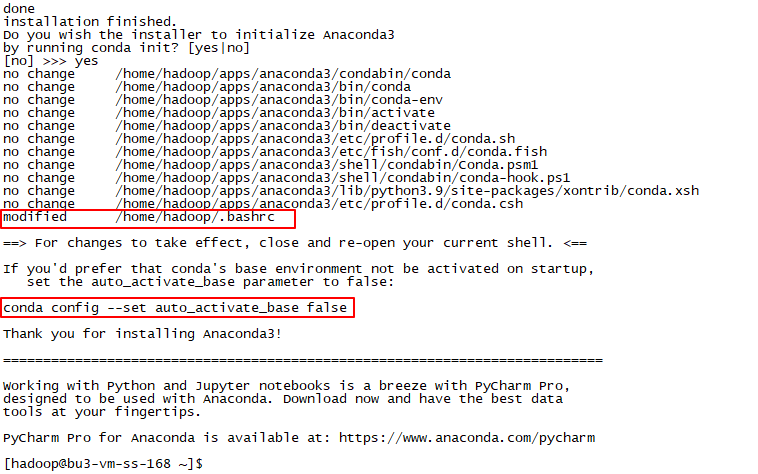 done
installation finished.
Do you wish the installer to initialize Anaconda3
by running conda init? [yes|no]
[no] >>> yes
no change     /home/hadoop/apps/anaconda3/condabin/conda
no change     /home/hadoop/apps/anaconda3/bin/conda
no change     /home/hadoop/apps/anaconda3/bin/conda-env
no change     /home/hadoop/apps/anaconda3/bin/activate
no change     /home/hadoop/apps/anaconda3/bin/deactivate
no change     /home/hadoop/apps/anaconda3/etc/profile.d/conda.sh
no change     /home/hadoop/apps/anaconda3/etc/fish/conf.d/conda.fish
no change     /home/hadoop/apps/anaconda3/shell/condabin/Conda.psm1
no change     /home/hadoop/apps/anaconda3/shell/condabin/conda-hook.ps1
no change     /home/hadoop/apps/anaconda3/lib/python3.9/site-packages/xontrib/conda.xsh
no change     /home/hadoop/apps/anaconda3/etc/profile.d/conda.csh
modified      /home/hadoop/.bashrc
==> For changes to take effect, close and re-open your current shell. <==
If you'd prefer that conda's base environment not be activated on startup,
   set the auto_activate_base parameter to false:
conda config --set auto_activate_base false
Thank you for installing Anaconda3!
===========================================================================
Working with Python and Jupyter notebooks is a breeze with PyCharm Pro,
designed to be used with Anaconda. Download now and have the best data
tools at your fingertips.
PyCharm Pro for Anaconda is available at: https://www.anaconda.com/pycharm
[hadoop@bu3-vm-ss-168 ~]$